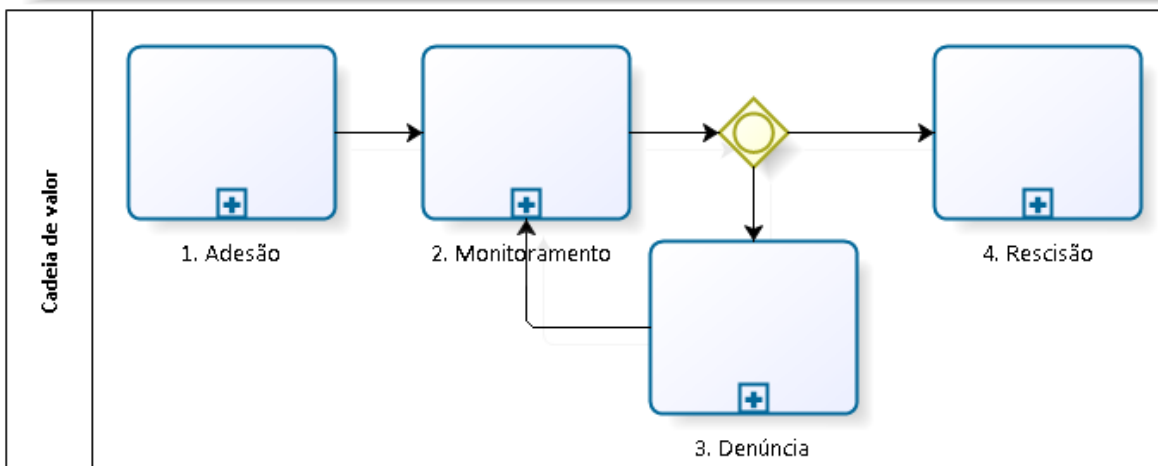 Cadeia de valor
1. Adesão
2. Monitoramento
4. Rescisão
3. Denúncia